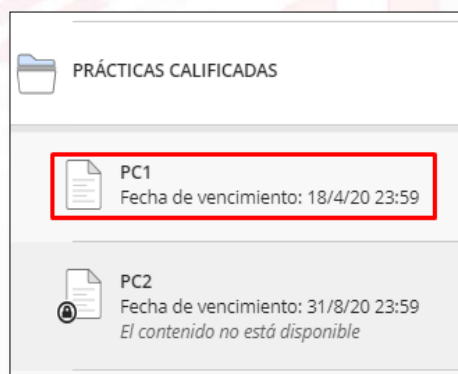 PRÁCTICAS CALIFICADAS
PC1
Fecha de vencimiento: 18/4/20 23:59
PC2
Fecha de vencimiento: 31/8/20 23:59
El contenido no está disponible